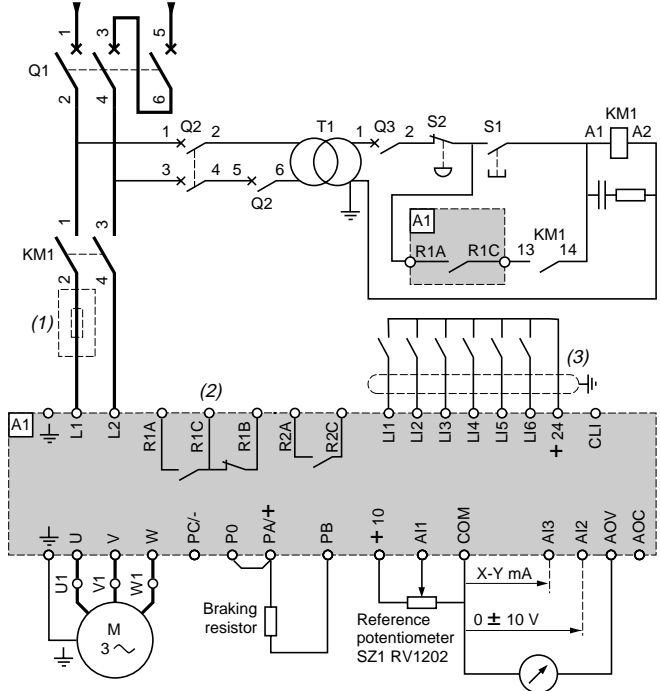 1 3 5
Q1
2 4 6
1 Q2 2 T1 1 Q3 2 S2 S1 A1 KM1 A2
3 4 5 Q2 6
A1
R1A R1C 13 KM1 14
1 3
KM1
2 4
(1)
(2)
(3)
A1 L1 L2 R1A R1C R1B R2A R2C LI1 LI2 LI3 LI4 LI5 LI6 +24 CLI
U V W PC/- P0 PA/+ PB +10 AI1 COM AI3 AI2 AOV AOC
U1 V1 W1
X-Y mA
0 ± 10 V
M
3
Braking
resistor
Reference
potentiometer
SZ1 RV1202